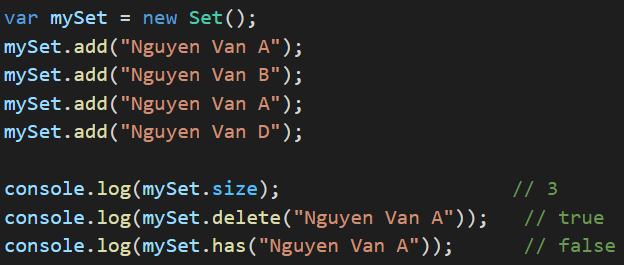 var mySet = new Set();
mySet.add("Nguyen Van A");
mySet.add("Nguyen Van B");
mySet.add("Nguyen Van A");
mySet.add("Nguyen Van D");
console.log(mySet.size); // 3
console.log(mySet.delete("Nguyen Van A")); // true
console.log(mySet.has("Nguyen Van A")); // false